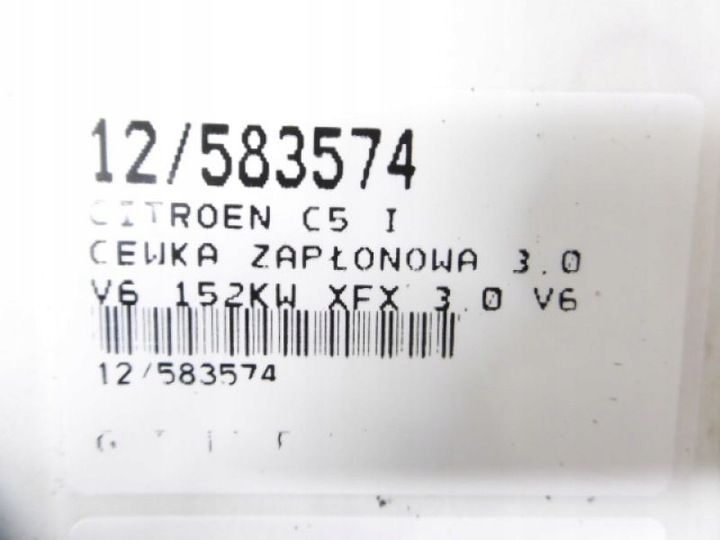 12/583574
CITROEN C5 I
CEWKA ZAPŁONOWA 3.0
V6 152KW XFX 3.0 V6
12/583574